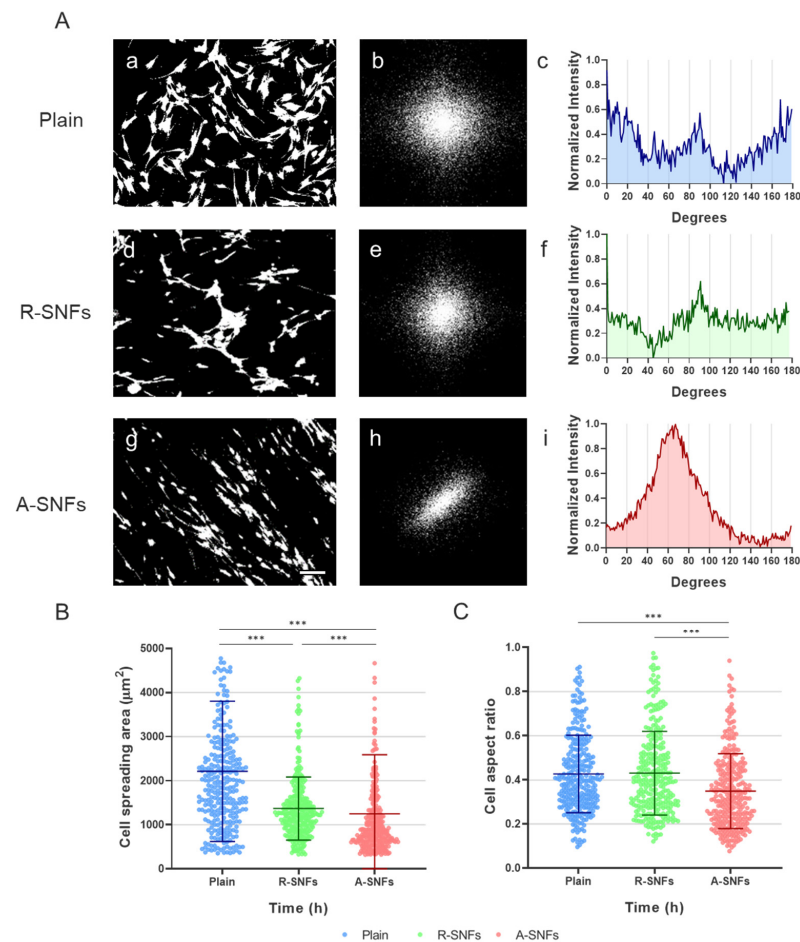 A
Plain
a
b
c
Normalized Intensity
1.0
0.8
0.6
0.4
0.2
0.0
0 20 40 60 80 100 120 140 160 180
Degrees
R-SNFs
d
e
f
Normalized Intensity
1.0
0.8
0.6
0.4
0.2
0.0
0 20 40 60 80 100 120 140 160 180
Degrees
A-SNFs
g
h
i
Normalized Intensity
1.0
0.8
0.6
0.4
0.2
0.0
0 20 40 60 80 100 120 140 160 180
Degrees
B
***
*** ***
Cell spreading area (µm²)
5000
4000
3000
2000
1000
0
Plain R-SNFs A-SNFs
Time (h)
C
***
***
Cell aspect ratio
1.0
0.8
0.6
0.4
0.2
0.0
Plain R-SNFs A-SNFs
Time (h)
Plain R-SNFs A-SNFs